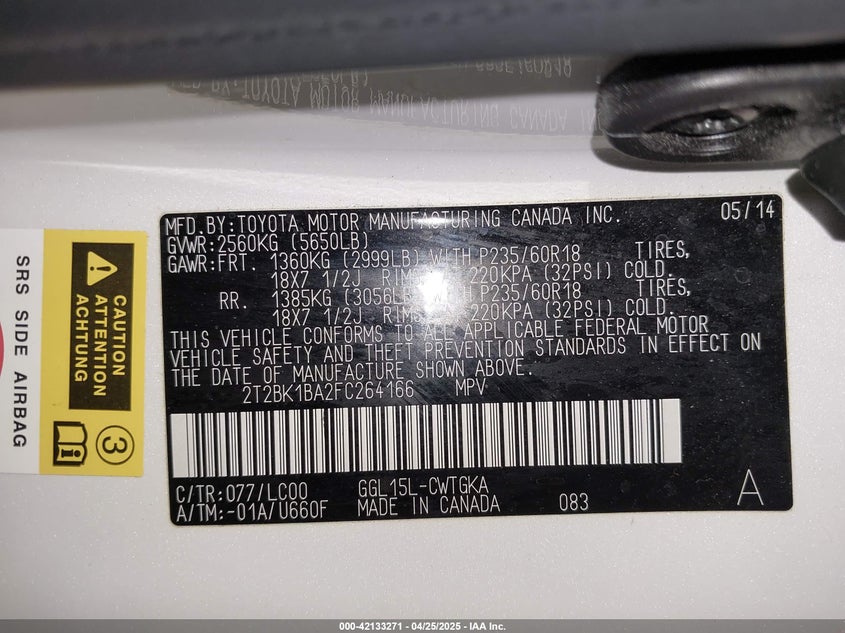 MFD.BY:TOYOTA MOTOR MANUFACTURING CANADA INC. 05/14
GVWR:2560KG (5650LB)
GAWR:FRT. 1360KG (2999LB) WITH P235/60R18 TIRES,
18X7 1/2J RIMS 220KPA (32PSI) COLD.
RR. 1385KG (3056LB) WITH P235/60R18 TIRES,
18X7 1/2J RIMS 220KPA (32PSI) COLD.
THIS VEHICLE CONFORMS TO ALL APPLICABLE FEDERAL MOTOR
VEHICLE SAFETY AND THEFT PREVENTION STANDARDS IN EFFECT ON
THE DATE OF MANUFACTURE SHOWN ABOVE.
2T2BK1BA2FC264166 MPV
C/TR:077/LC00 GGL15L-CWTGKA
A/TM:-01A/U660F MADE IN CANADA 083 A
CAUTION
ATTENTION
ACHTUNG
3
SRS SIDE AIRBAG
000-42133271 - 04/25/2025 - IAA Inc.